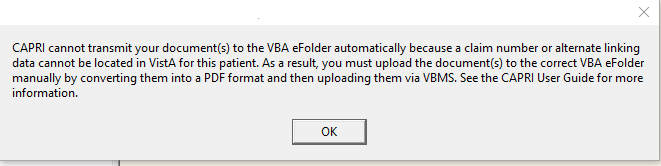 CAPRI cannot transmit your document(s) to the VBA eFolder automatically because a claim number or alternate linking
data cannot be located in VistA for this patient. As a result, you must upload the document(s) to the correct VBA eFolder
manually by converting them into a PDF format and then uploading them via VBMS. See the CAPRI User Guide for more
information.
OK